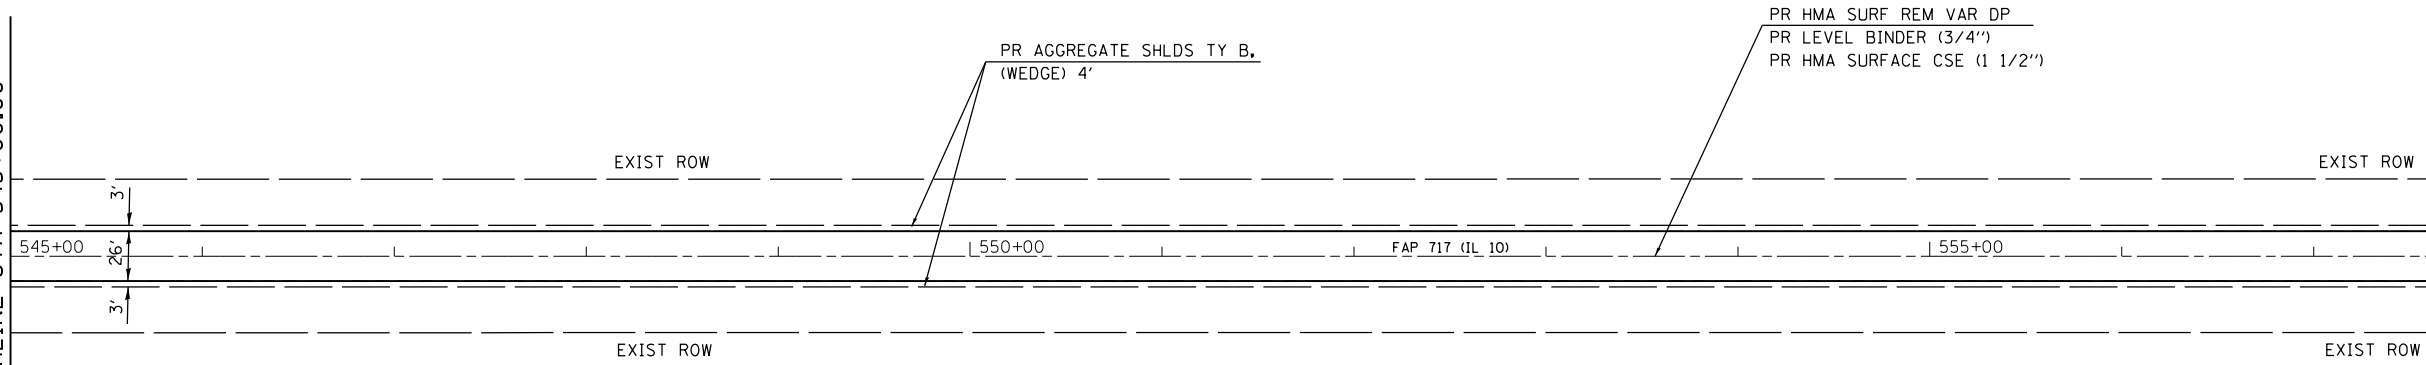 PR HMA SURF REM VAR DP
PR LEVEL BINDER (3/4'')
PR HMA SURFACE CSE (1 1/2'')
PR AGGREGATE SHLDS TY B,
(WEDGE) 4'
EXIST ROW
EXIST ROW
3'
545+00
26'
550+00
FAP 717 (IL 10)
555+00
3'
EXIST ROW
EXIST ROW